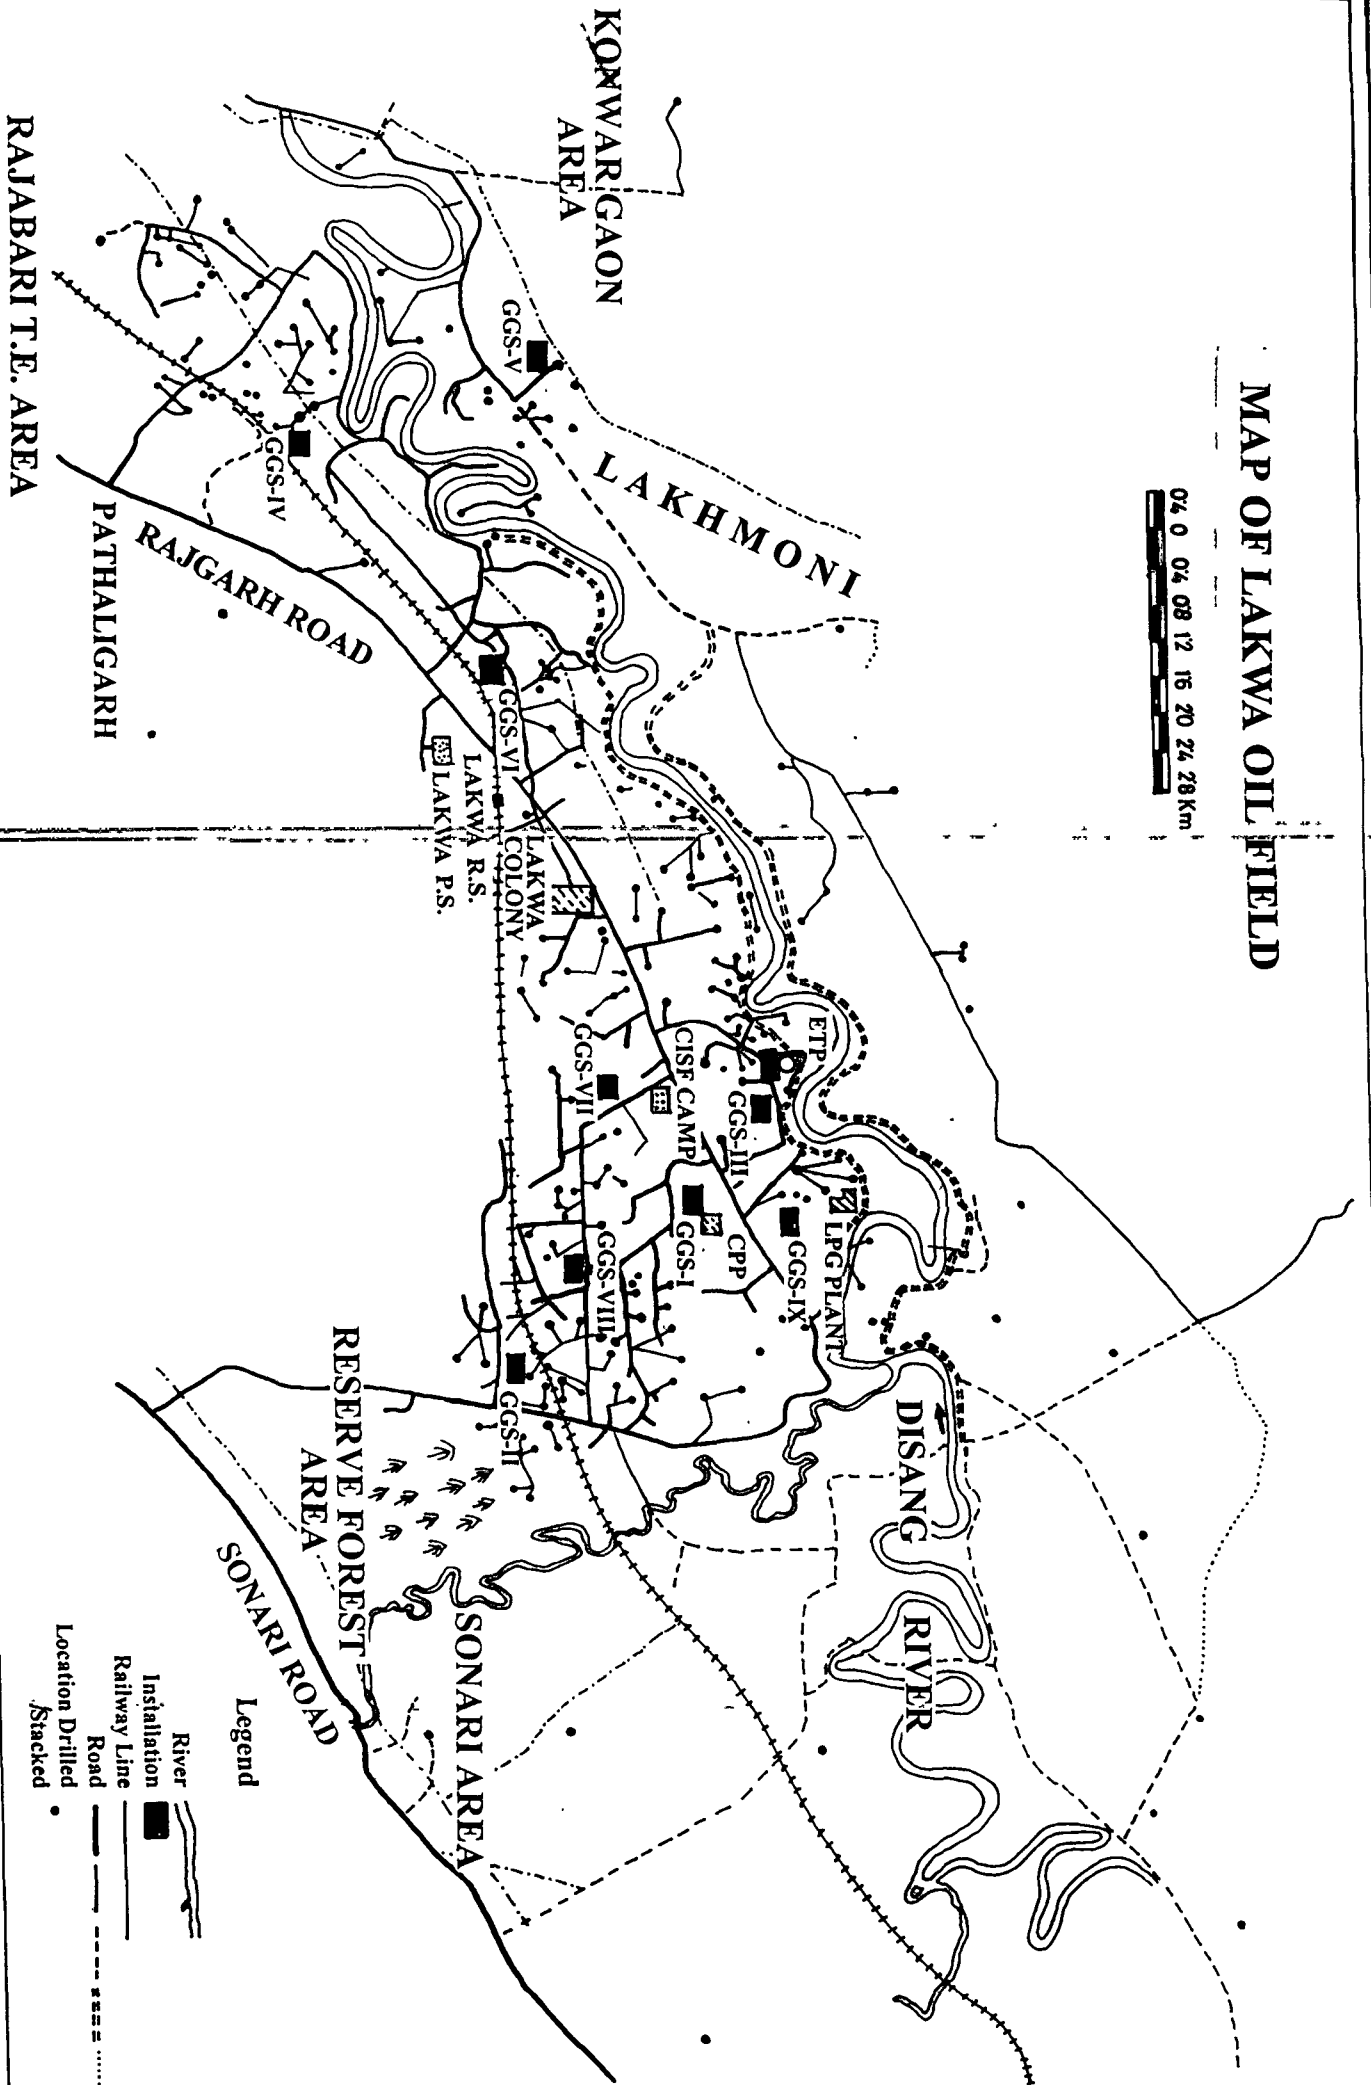 MAP OF LAKWA OIL FIELD
0'4 0 0'4 0'8 1'2 1'6 2'0 2'4 2'8 Km
KONWAR GAON
AREA
LAKHMONI
GGS-V
GGS-IV
RAJABARI T.E. AREA
PATHALIGARH
RAJGARH ROAD
GGS-VI
LAKWA
COLONY
LAKWA R.S.
LAKWA P.S.
ETP
GGS-III
CISF CAMP
GGS-VII
LPG PLANT
GGS-IX
CPP
GGS-I
GGS-VIII
GGS-II
DISANG
RIVER
RESERVE FOREST
AREA
SONARI AREA
SONARI ROAD
Legend
River
Installation
Railway Line
Road
Location Drilled
/Stacked